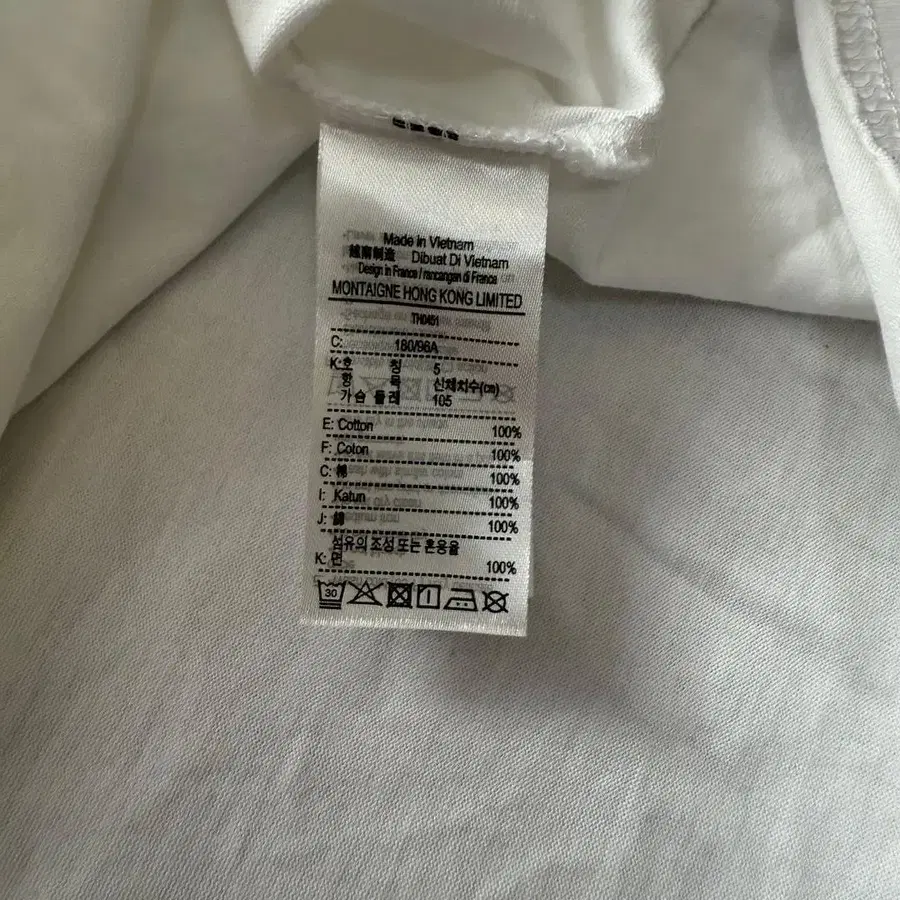 Made in Vietnam
越南制造 Dibuat Di Vietnam
Design in France / rancangan di France
MONTAIGNE HONG KONG LIMITED
TH0451
C: 180/96A
K:호 칭 5
항 목 신체치수(cm)
가슴 둘레 105
E: Cotton 100%
F: Coton 100%
C: 棉 100%
I: Katun 100%
J: 綿 100%
섬유의 조성 또는 혼용율
K: 면 100%
30